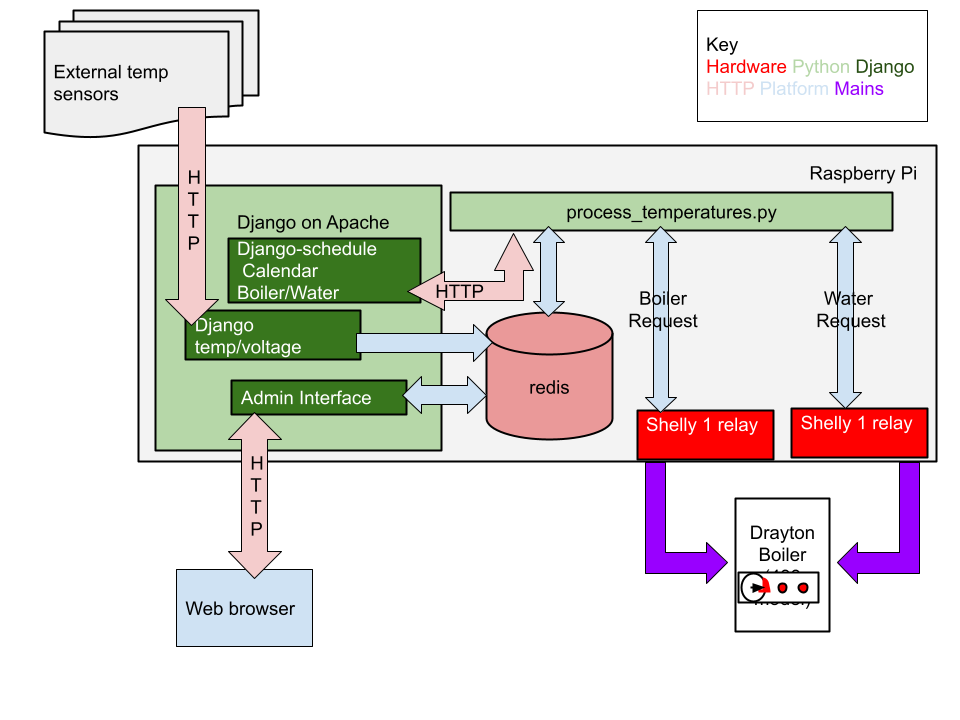 External temp
sensors
Key
Hardware Python Django
HTTP Platform Mains
Raspberry Pi
HTTP
Django on Apache
Django-schedule
Calendar
Boiler/Water
process_temperatures.py
HTTP
Boiler
Request
Water
Request
Django
temp/voltage
redis
Admin Interface
Shelly 1 relay
Shelly 1 relay
HTTP
Drayton
Boiler
Web browser